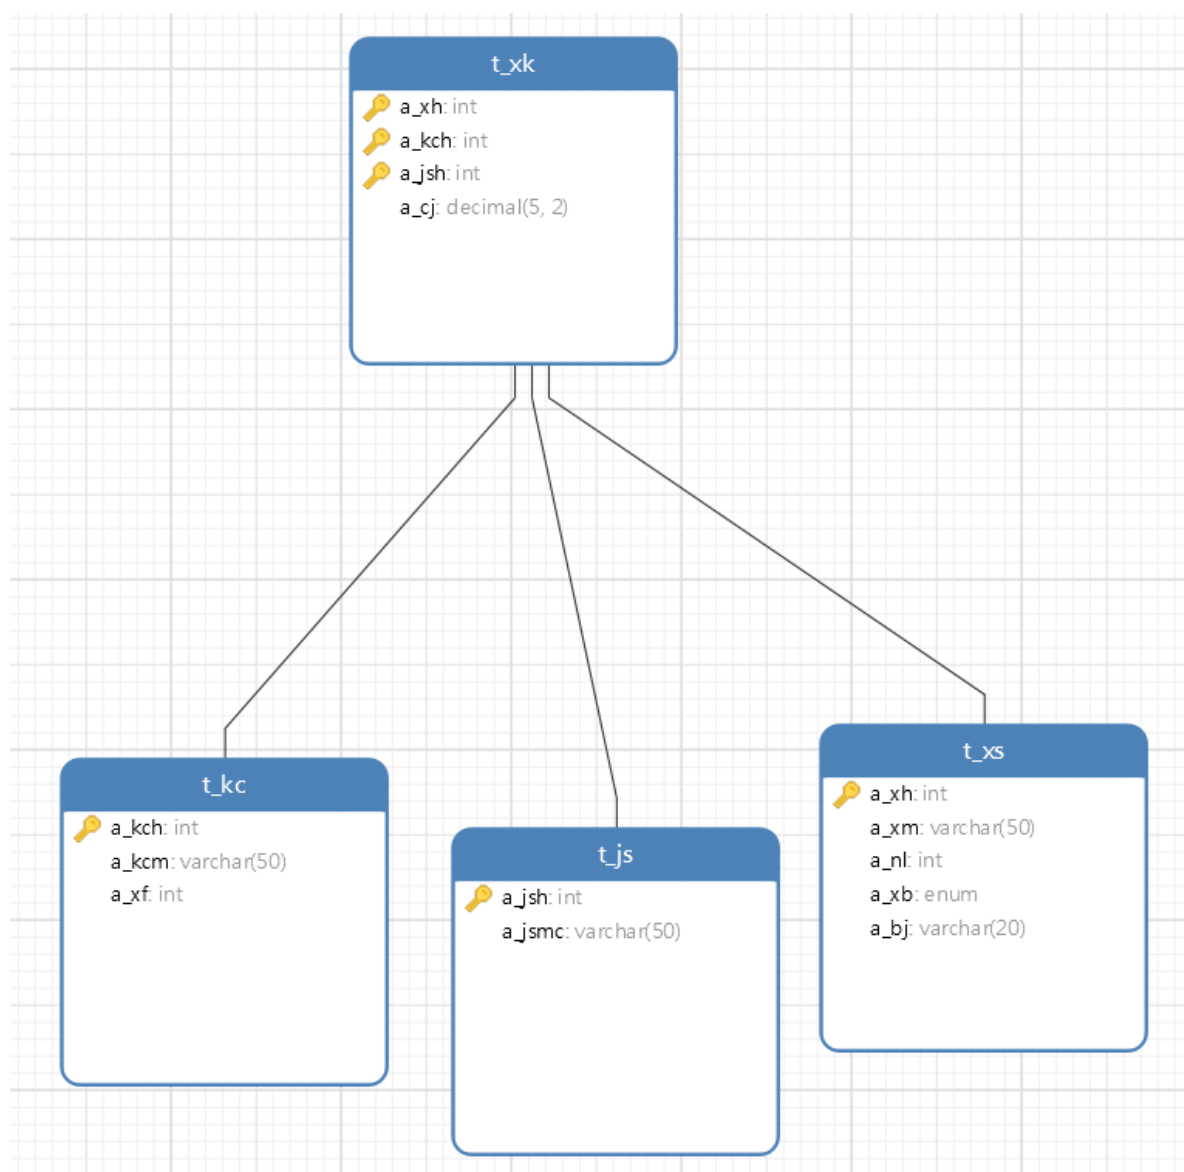 t_xk
a_xh: int
a_kch: int
a_jsh: int
a_cj: decimal(5, 2)
t_kc
a_kch: int
a_kcm: varchar(50)
a_xf: int
t_js
a_jsh: int
a_jsmc: varchar(50)
t_xs
a_xh: int
a_xm: varchar(50)
a_nl: int
a_xb: enum
a_bj: varchar(20)